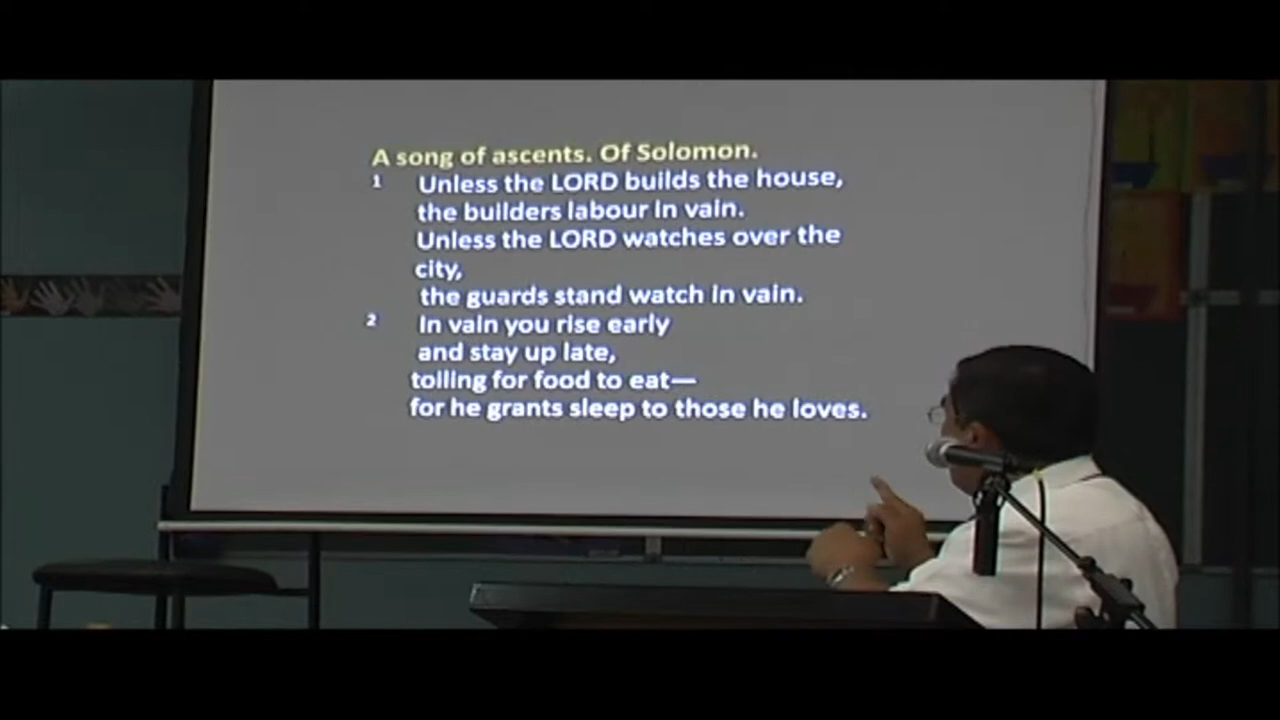 A song of ascents. Of Solomon.
1 Unless the LORD builds the house,
the builders labour in vain.
Unless the LORD watches over the
city,
the guards stand watch in vain.
2 In vain you rise early
and stay up late,
toiling for food to eat—
for he grants sleep to those he loves.